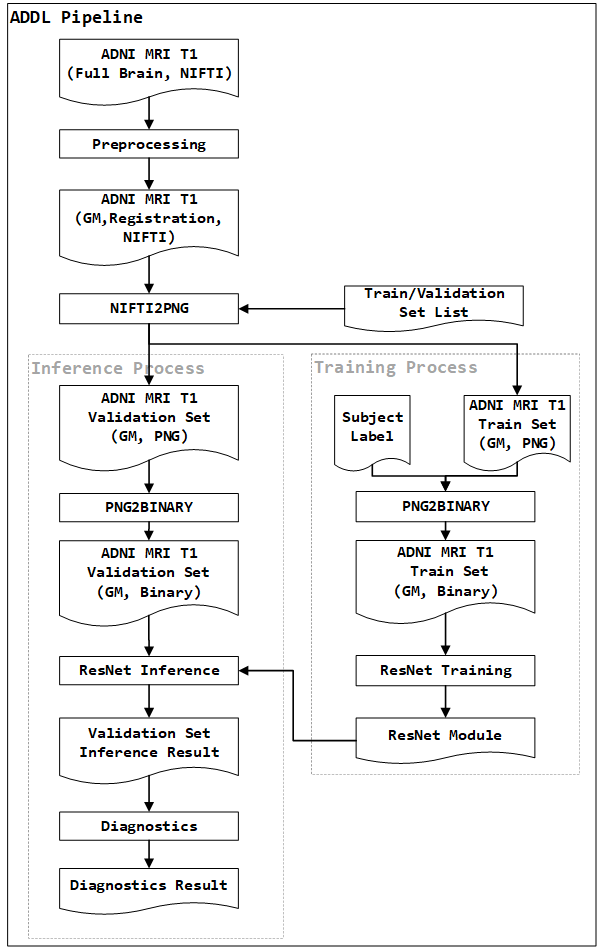 ADDL Pipeline
ADNI MRI T1
(Full Brain, NIFTI)
Preprocessing
ADNI MRI T1
(GM,Registration,
NIFTI)
NIFTI2PNG
Train/Validation
Set List
Inference Process
ADNI MRI T1
Validation Set
(GM, PNG)
PNG2BINARY
ADNI MRI T1
Validation Set
(GM, Binary)
ResNet Inference
Validation Set
Inference Result
Diagnostics
Diagnostics Result
Training Process
Subject
Label
ADNI MRI T1
Train Set
(GM, PNG)
PNG2BINARY
ADNI MRI T1
Train Set
(GM, Binary)
ResNet Training
ResNet Module